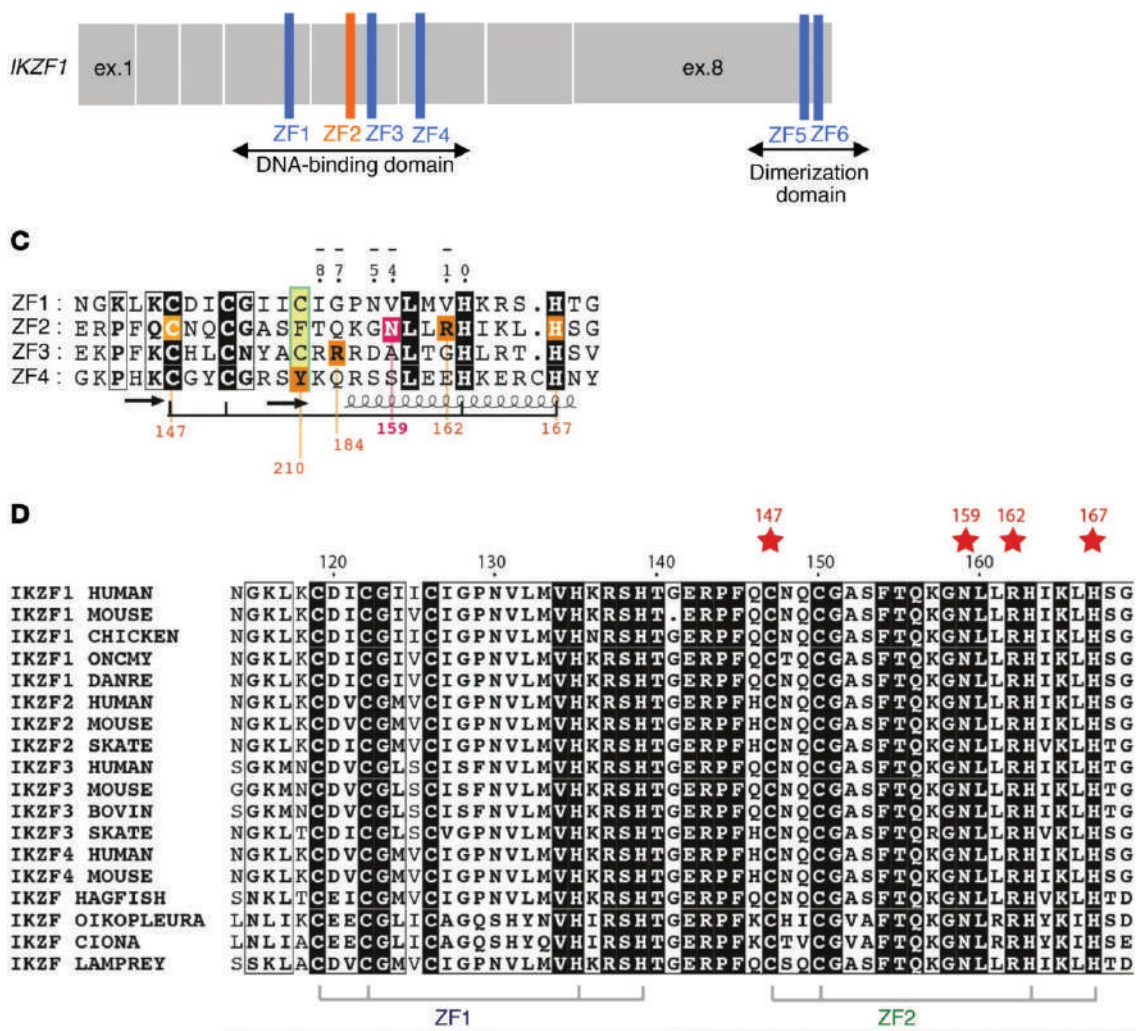 IKZF1
ex.1
ex.8
ZF1 ZF2 ZF3 ZF4
ZF5 ZF6
DNA-binding domain
Dimerization
domain
C
- - - - -
8 7 5 4 1 0
ZF1 : NGKLKCDICGIICIGPNVLMVHKRS.HTG
ZF2 : ERPFQCNQCGASFTQKGNLLRHIKL.HSG
ZF3 : EKPFKCHLCNYACRRRDALTGHLRT.HSV
ZF4 : GKPHKCGYCGRSYKQRSSLEEHKERCHNY
147 184 159 162 167
210
D
147 159 162 167
120 130 140 150 160
IKZF1 HUMAN NGKLKCDICGIICIGPNVLMVHKRSHTGERPFQCNQCGASFTQKGNLLRHIKLHSG
IKZF1 MOUSE NGKLKCDICGIVCIGPNVLMVHKRSHT.ERPFQCNQCGASFTQKGNLLRHIKLHSG
IKZF1 CHICKEN NGKLKCDICGIICIGPNVLMVHNRSHTGERPFQCNQCGASFTQKGNLLRHIKLHSG
IKZF1 ONCMY NGKLKCDICGIVCIGPNVLMVHKRSHTGERPFQCTQCGASFTQKGNLLRHIKLHSG
IKZF1 DANRE NGKLKCDICGIVCIGPNVLMVHKRSHTGERPFQCNQCGASFTQKGNLLRHIKLHSG
IKZF2 HUMAN NGKLKCDVCGMVCIGPNVLMVHKRSHTGERPFHCNQCGASFTQKGNLLRHIKLHSG
IKZF2 MOUSE NGKLKCDVCGMVCIGPNVLMVHKRSHTGERPFHCNQCGASFTQKGNLLRHIKLHSG
IKZF2 SKATE NGKLKCDICGMVCIGPNVLMVHKRSHTGERPFHCNQCGASFTQKGNLLRHVKLHTG
IKZF3 HUMAN SGKMNCDVCGLSCISFNVLMVHKRSHTGERPFQCNQCGASFTQKGNLLRHIKLHTG
IKZF3 MOUSE GGKMNCDVCGLSCISFNVLMVHKRSHTGERPFQCNQCGASFTQKGNLLRHIKLHTG
IKZF3 BOVIN SGKMNCDVCGLSCISFNVLMVHKRSHTGERPFQCNQCGASFTQKGNLLRHIKLHTG
IKZF3 SKATE NGKLTCDICGLSCVGPNVLMVHKRSHTGERPFHCNQCGASFTQRGNLLRHVKLHSG
IKZF4 HUMAN NGKLKCDVCGMVCIGPNVLMVHKRSHTGERPFHCNQCGASFTQKGNLLRHIKLHSG
IKZF4 MOUSE NGKLKCDVCGMVCIGPNVLMVHKRSHTGERPFHCNQCGASFTQKGNLLRHIKLHSG
IKZF HAGFISH SNKLTCEICGMVCIGPNVLMVHKRSHTGERPFQCNQCGASFTQKGNLLRHVKLHTD
IKZF OIKOPLEURA LNLIKCEECGLICAGQSHYNVHIRSHTGERPFKCHICGVAFTQKGNLRRHYKIHSD
IKZF CIONA LNLIACEECGLICAGQSHYQVHIRSHTGERPFKCTVCGVAFTQKGNLRRHYKIHSE
IKZF LAMPREY SSKLACDVCGMVCIGPNVLMVHKRSHTGERPFQCSQCGASFTQKGNLLRHIKLHTD
ZF1 ZF2